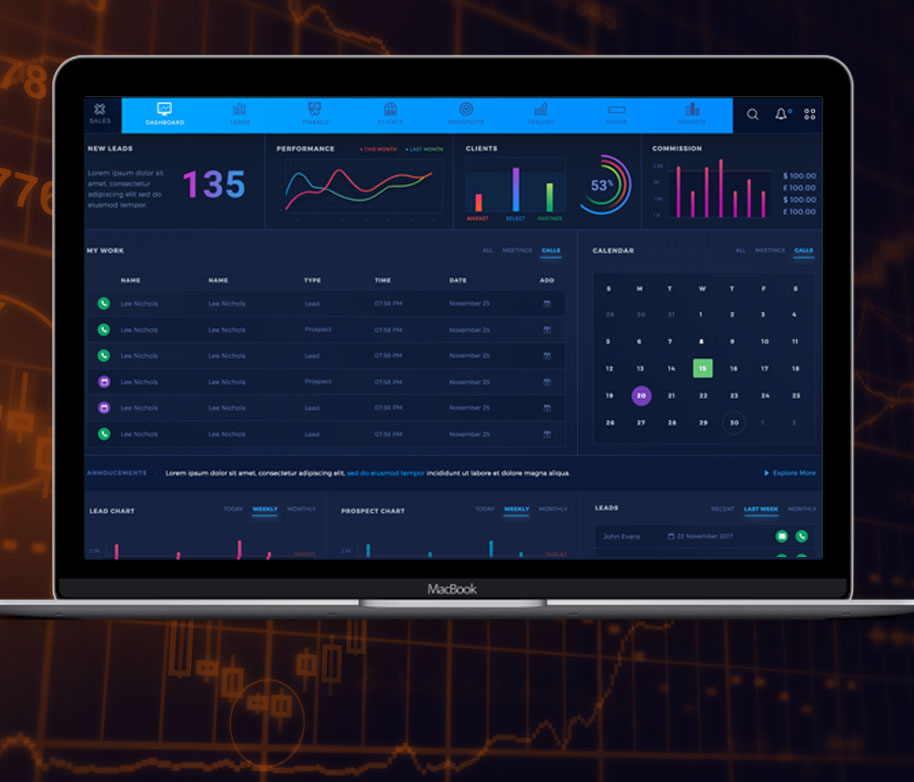 78
776
SALES
DASHBOARD
LEADS
FINANCE
CLIENTS
PROSPECTS
TRADING
FORMS
REPORTS
NEW LEADS
Lorem ipsum dolor sit
amet, consectetur
adipiscing elit sed do
eiusmod tempor.
135
PERFORMANCE
THIS MONTH
LAST MONTH
CLIENTS
MARKET
SELECT
PARTNER
53%
COMMISSION
$ 100.00
£ 100.00
$ 100.00
£ 100.00
MY WORK
ALL MEETINGS CALLS
NAME NAME TYPE TIME DATE ADD
Lee Nichols Lee Nichols Lead 07:58 PM November 25
Lee Nichols Lee Nichols Prospect 07:58 PM November 25
Lee Nichols Lee Nichols Lead 07:58 PM November 25
Lee Nichols Lee Nichols Prospect 07:58 PM November 25
Lee Nichols Lee Nichols Lead 07:58 PM November 25
Lee Nichols Lee Nichols Lead 07:58 PM November 25
CALENDAR
ALL MEETINGS CALLS
S M T W T F S
29 30 31 1 2 3 4
5 6 7 8 9 10 11
12 13 14 15 16 17 18
19 20 21 22 23 24 25
26 27 28 29 30 1 2
ANNOUCEMENTS
Lorem ipsum dolor sit amet, consectetur adipiscing elit, sed do eiusmod tempor incididunt ut labore et dolore magna aliqua.
Explore More
LEAD CHART
TODAY WEEKLY MONTHLY
TARGET
PROSPECT CHART
TODAY WEEKLY MONTHLY
TARGET
LEADS
RECENT LAST WEEK MONTHLY
John Evans 22 November 2017
MacBook